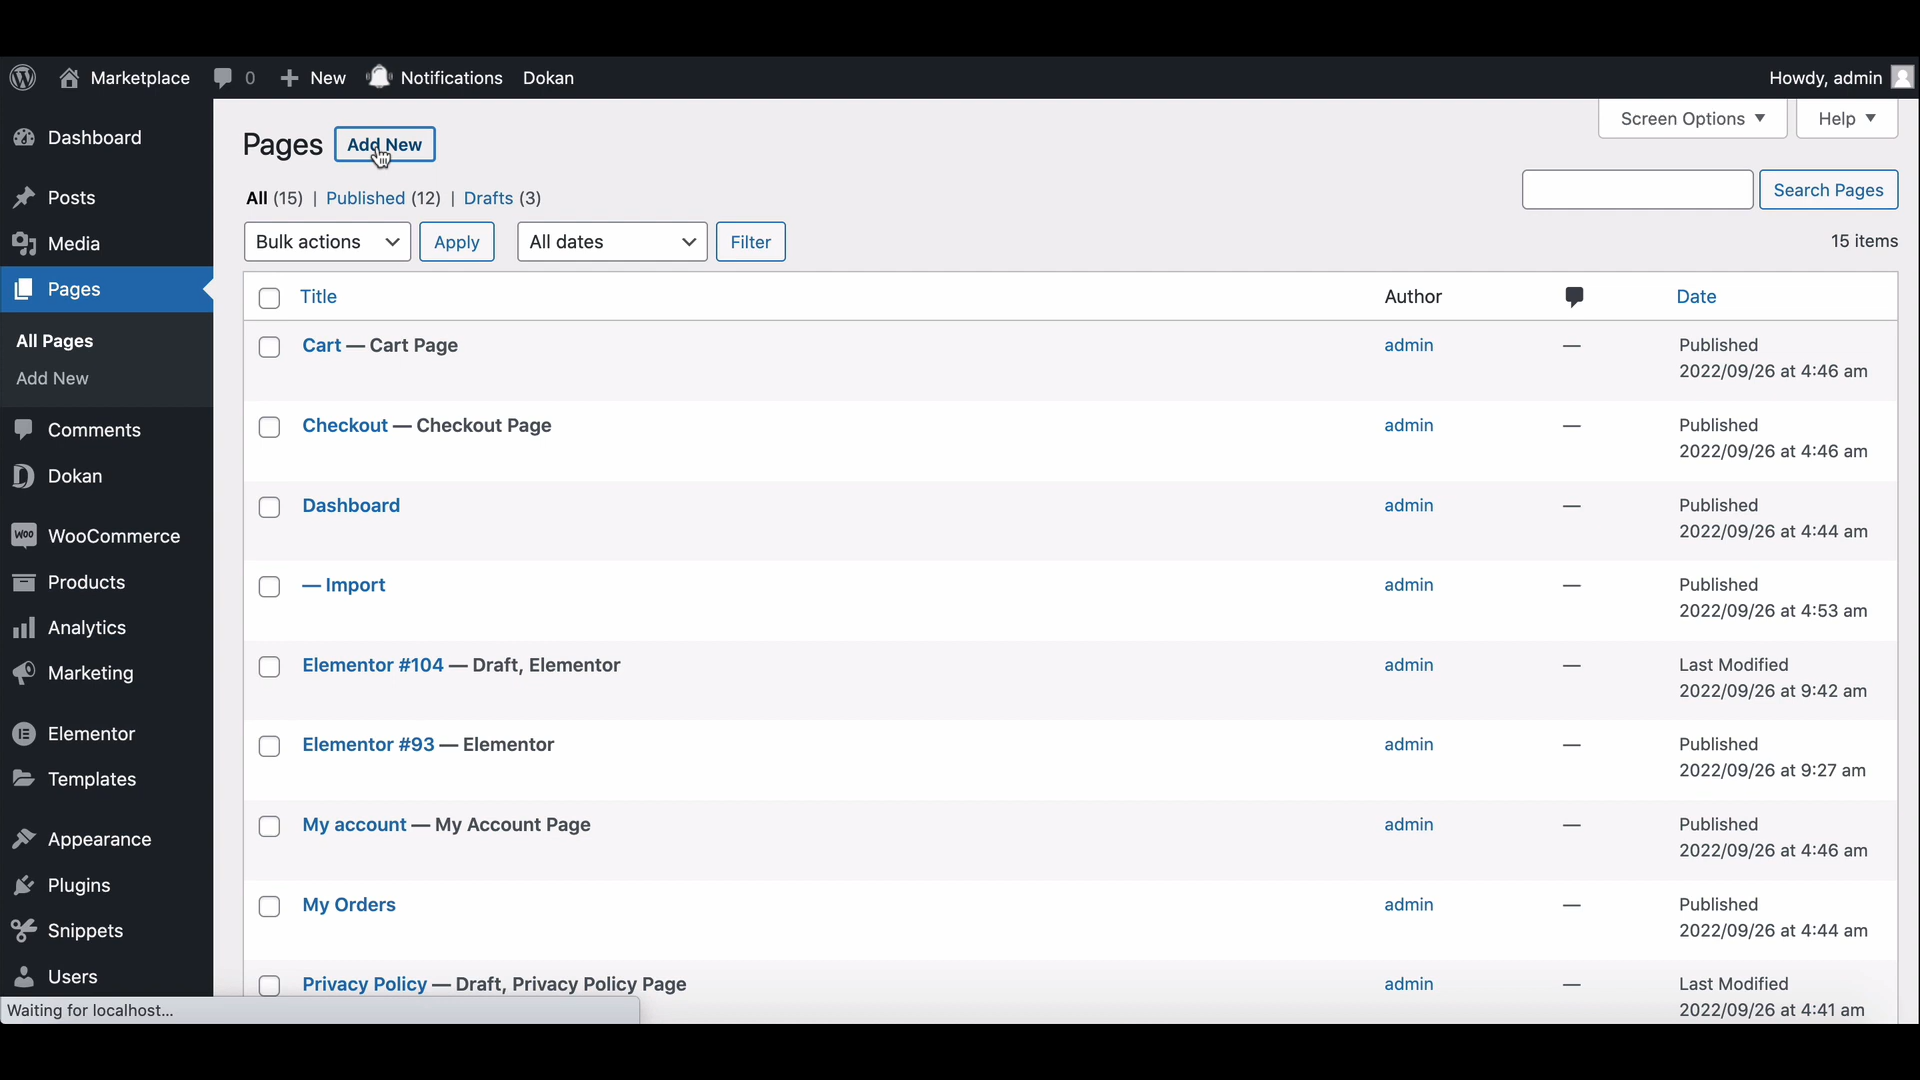 Marketplace 0 New Notifications Dokan Howdy, admin
Dashboard
Posts
Media
Pages
All Pages
Add New
Comments
Dokan
WooCommerce
Products
Analytics
Marketing
Elementor
Templates
Appearance
Plugins
Snippets
Users
Waiting for localhost...
Screen Options Help
Pages Add New
All (15) | Published (12) | Drafts (3)
Search Pages
Bulk actions Apply All dates Filter 15 items
Title Author Date
Cart — Cart Page admin — Published
2022/09/26 at 4:46 am
Checkout — Checkout Page admin — Published
2022/09/26 at 4:46 am
Dashboard admin — Published
2022/09/26 at 4:44 am
— Import admin — Published
2022/09/26 at 4:53 am
Elementor #104 — Draft, Elementor admin — Last Modified
2022/09/26 at 9:42 am
Elementor #93 — Elementor admin — Published
2022/09/26 at 9:27 am
My account — My Account Page admin — Published
2022/09/26 at 4:46 am
My Orders admin — Published
2022/09/26 at 4:44 am
Privacy Policy — Draft, Privacy Policy Page admin — Last Modified
2022/09/26 at 4:41 am